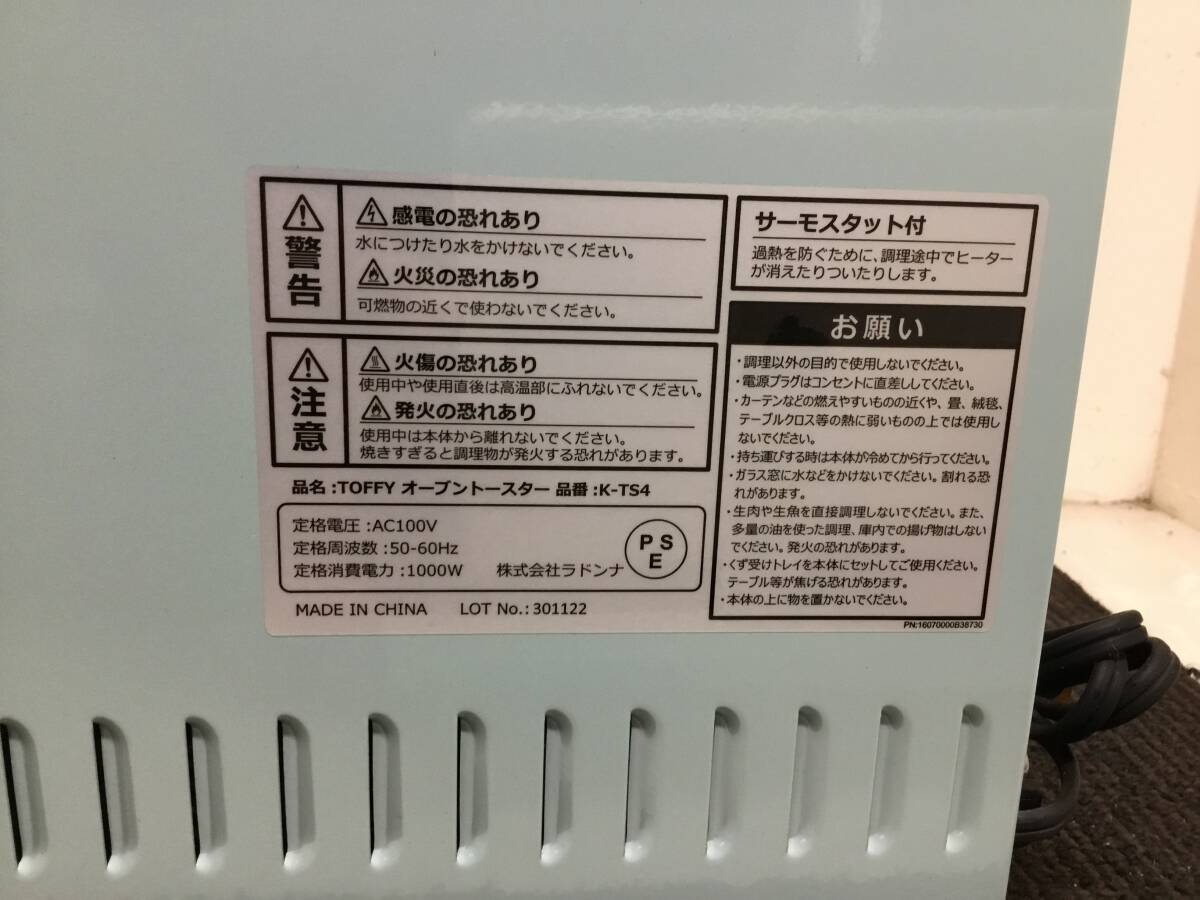 警告
感電の恐れあり
水につけたり水をかけないでください。
火災の恐れあり
可燃物の近くで使わないでください。
注意
火傷の恐れあり
使用中や使用直後は高温部にふれないでください。
発火の恐れあり
使用中は本体から離れないでください。
焼きすぎると調理物が発火する恐れがあります。
品名:TOFFY オーブントースター 品番:K-TS4
定格電圧:AC100V
定格周波数:50-60Hz
定格消費電力:1000W 株式会社ラドンナ
P S
E
MADE IN CHINA LOT No.: 301122
サーモスタット付
過熱を防ぐために、調理途中でヒーター
が消えたりついたりします。
お願い
・調理以外の目的で使用しないでください。
・電源プラグはコンセントに直差ししてください。
・カーテンなどの燃えやすいものの近くや、畳、絨毯、
テーブルクロス等の熱に弱いものの上では使用し
ないでください。
・持ち運びする時は本体が冷めてから行ってください。
・ガラス窓に水などをかけないでください。割れる恐
れがあります。
・生肉や生魚を直接調理しないでください。また、
多量の油を使った調理、庫内での揚げ物はしない
でください。発火の恐れがあります。
・くず受けトレイを本体にセットしてご使用ください。
テーブル等が焦げる恐れがあります。
・本体の上に物を置かないでください。
PN:16070000B38730